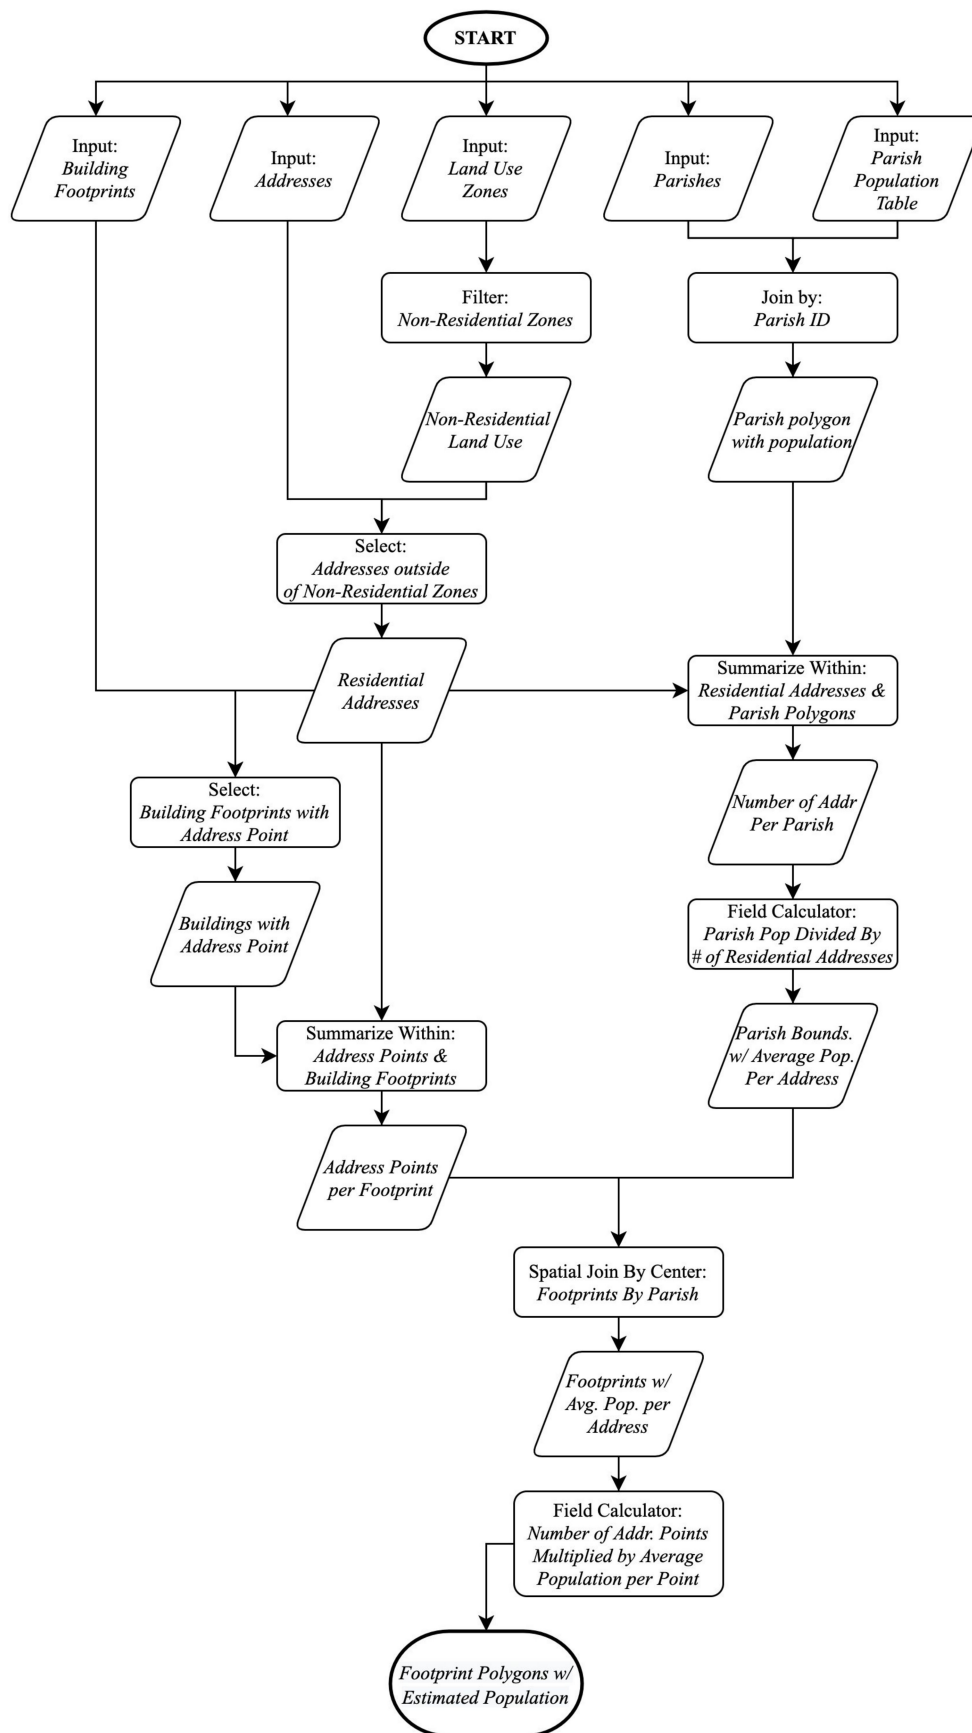 START
Input:
Building
Footprints
Input:
Addresses
Input:
Land Use
Zones
Input:
Parishes
Input:
Parish
Population
Table
Filter:
Non-Residential Zones
Join by:
Parish ID
Non-Residential
Land Use
Parish polygon
with population
Select:
Addresses outside
of Non-Residential Zones
Residential
Addresses
Summarize Within:
Residential Addresses &
Parish Polygons
Select:
Building Footprints with
Address Point
Number of Addr
Per Parish
Buildings with
Address Point
Field Calculator:
Parish Pop Divided By
# of Residential Addresses
Summarize Within:
Address Points &
Building Footprints
Parish Bounds.
w/ Average Pop.
Per Address
Address Points
per Footprint
Spatial Join By Center:
Footprints By Parish
Footprints w/
Avg. Pop. per
Address
Field Calculator:
Number of Addr. Points
Multiplied by Average
Population per Point
Footprint Polygons w/
Estimated Population